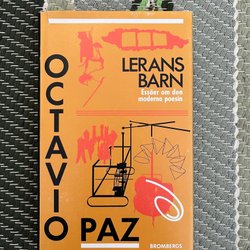 OCTAVIO
PAZ
LERANS
BARN
Essäer om den
moderna poesin
BROMBERGS